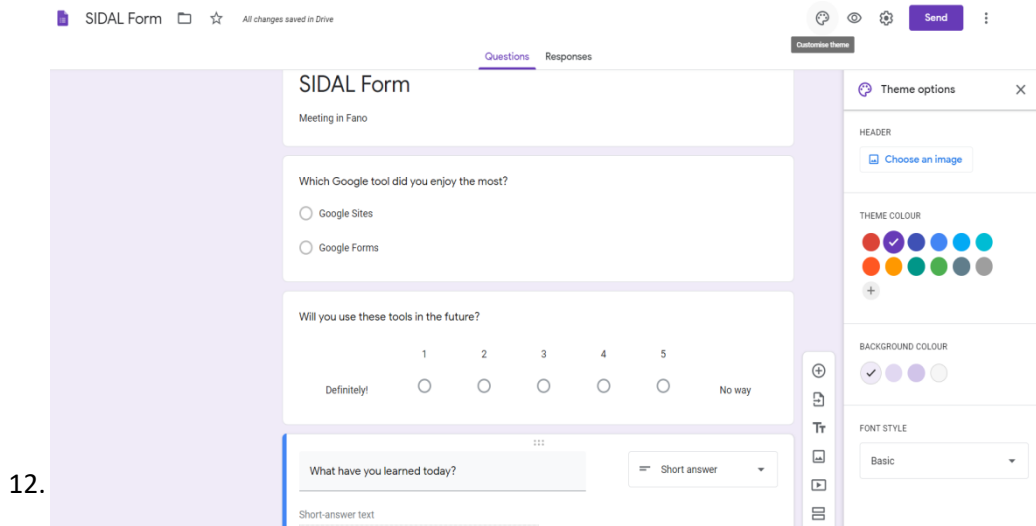 SIDAL Form All changes saved in Drive Send
Customise theme
Questions Responses
SIDAL Form
Meeting in Fano
Which Google tool did you enjoy the most?
Google Sites
Google Forms
Will you use these tools in the future?
1 2 3 4 5
Definitely! No way
What have you learned today?
Short answer
Short-answer text
Theme options
HEADER
Choose an image
THEME COLOUR
BACKGROUND COLOUR
FONT STYLE
Basic
Tт
12.